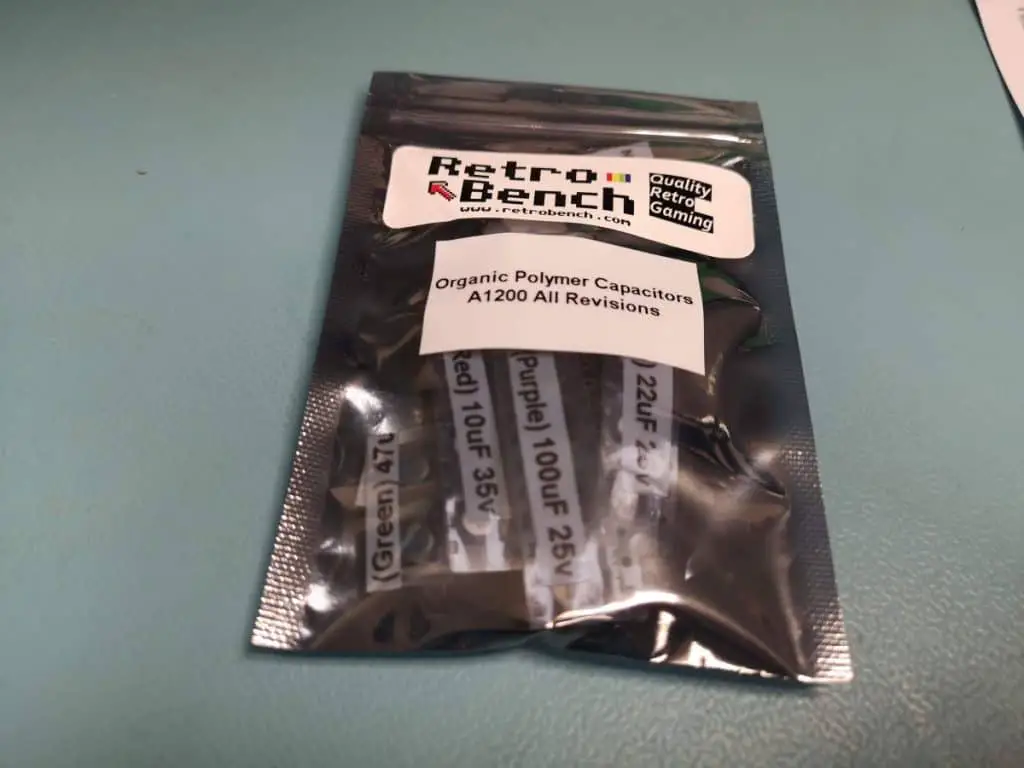 Retro
Bench
www.retrobench.com
Quality
Retro
Gaming
Organic Polymer Capacitors
A1200 All Revisions
(Green) 47u
Red) 10uF 35v
(Purple) 100uF 25v
) 22uF